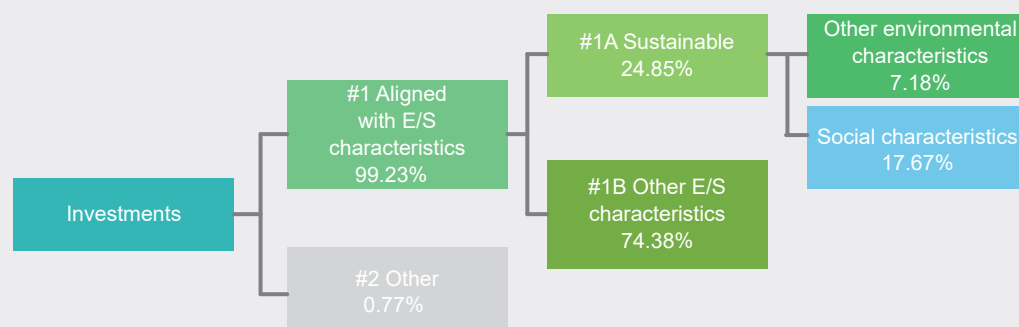 Investments
#1 Aligned
with E/S
characteristics
99.23%
#2 Other
0.77%
#1A Sustainable
24.85%
#1B Other E/S
characteristics
74.38%
Other environmental
characteristics
7.18%
Social characteristics
17.67%